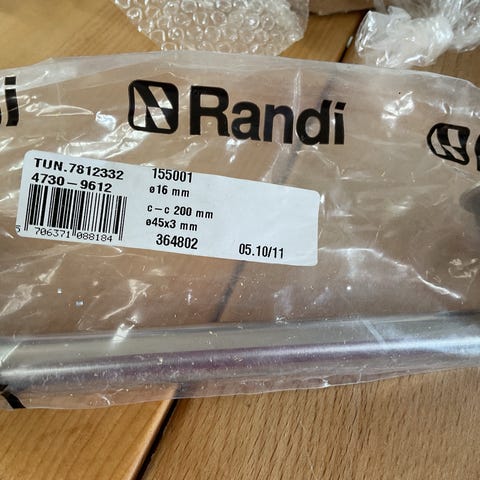 Randi
TUN.7812332 155001
4730-9612 ø16 mm
c-c 200 mm
ø45x3 mm
5 706371 088184 364802 05.10/11